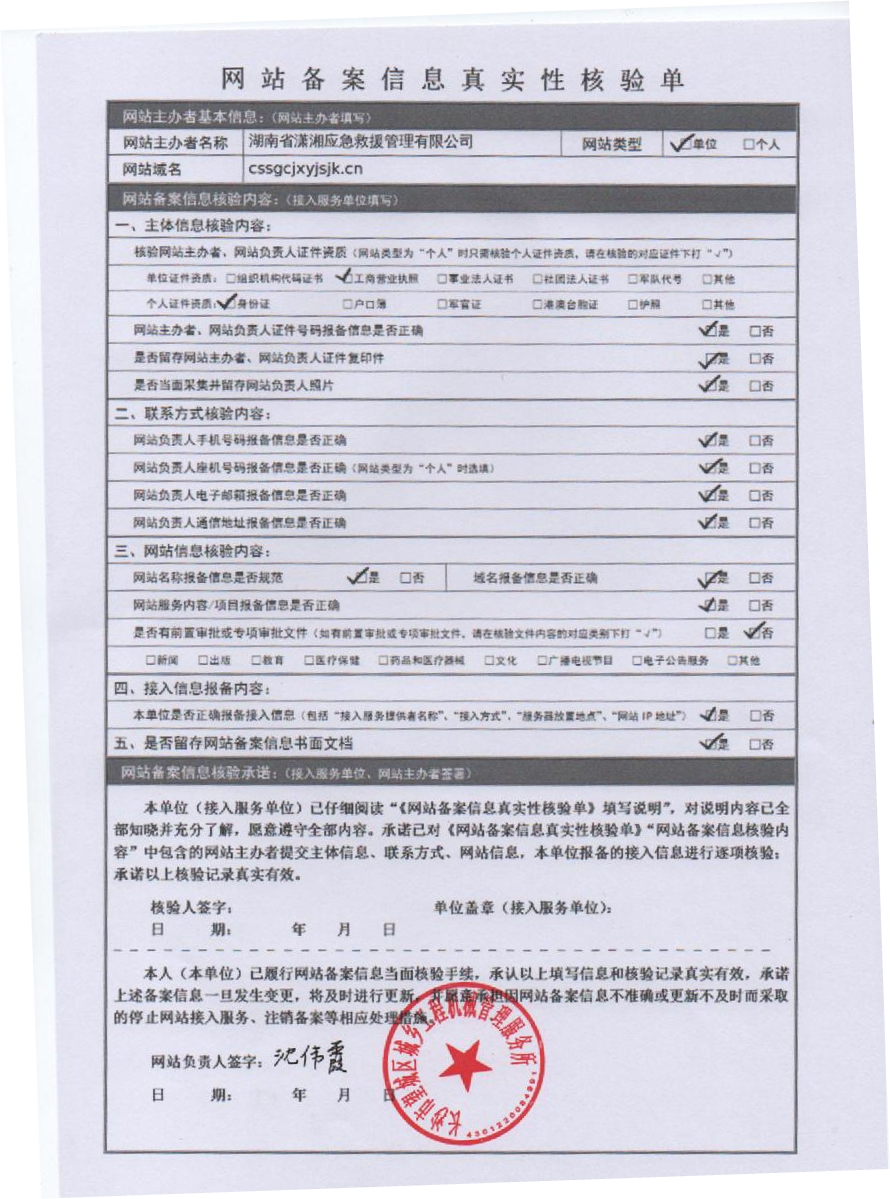 网站备案信息真实性核验单
网站主办者基本信息：（网站主办者填写）
网站主办者名称 湖南省潇湘应急救援管理有限公司 网站类型 ☑单位 □个人
网站域名 cssgcjxyjsjk.cn
网站备案信息核验内容：（接入服务单位填写）
一、主体信息核验内容：
核验网站主办者、网站负责人证件资质（网站类型为“个人”时只需核验个人证件资质，请在核验的对应证件下打“√”）
单位证件资质：□组织机构代码证书 ☑工商营业执照 □事业法人证书 □社团法人证书 □军队代号 □其他
个人证件资质：☑身份证 □户口簿 □军官证 □港澳台胞证 □护照 □其他
网站主办者、网站负责人证件号码报备信息是否正确 ☑是 □否
是否留存网站主办者、网站负责人证件复印件 ☑是 □否
是否当面采集并留存网站负责人照片 ☑是 □否
二、联系方式核验内容：
网站负责人手机号码报备信息是否正确 ☑是 □否
网站负责人座机号码报备信息是否正确（网站类型为“个人”时选填） ☑是 □否
网站负责人电子邮箱报备信息是否正确 ☑是 □否
网站负责人通信地址报备信息是否正确 ☑是 □否
三、网站信息核验内容：
网站名称报备信息是否规范 ☑是 □否 域名报备信息是否正确 ☑是 □否
网站服务内容/项目报备信息是否正确 ☑是 □否
是否有前置审批或专项审批文件（如有前置审批或专项审批文件，请在核验文件内容的对应类别下打“√”） □是 ☑否
□新闻 □出版 □教育 □医疗保健 □药品和医疗器械 □文化 □广播电视节目 □电子公告服务 □其他
四、接入信息报备内容：
本单位是否正确报备接入信息（包括“接入服务提供者名称”、“接入方式”、“服务器放置地点”、“网站 IP 地址”） ☑是 □否
五、是否留存网站备案信息书面文档 ☑是 □否
网站备案信息核验承诺：（接入服务单位、网站主办者签署）
本单位（接入服务单位）已仔细阅读“《网站备案信息真实性核验单》填写说明”，对说明内容已全
部知晓并充分了解，愿意遵守全部内容。承诺已对《网站备案信息真实性核验单》“网站备案信息核验内
容”中包含的网站主办者提交主体信息、联系方式、网站信息，本单位报备的接入信息进行逐项核验；
承诺以上核验记录真实有效。
核验人签字： 单位盖章（接入服务单位）：
日 期： 年 月 日
本人（本单位）已履行网站备案信息当面核验手续，承认以上填写信息和核验记录真实有效，承诺
上述备案信息一旦发生变更，将及时进行更新，并愿意承担因网站备案信息不准确或更新不及时而采取
的停止网站接入服务、注销备案等相应处理措施。
网站负责人签字：沈伟霞
日 期： 年 月 日
长沙市望城区城乡工程机械管理服务所
4301220084991